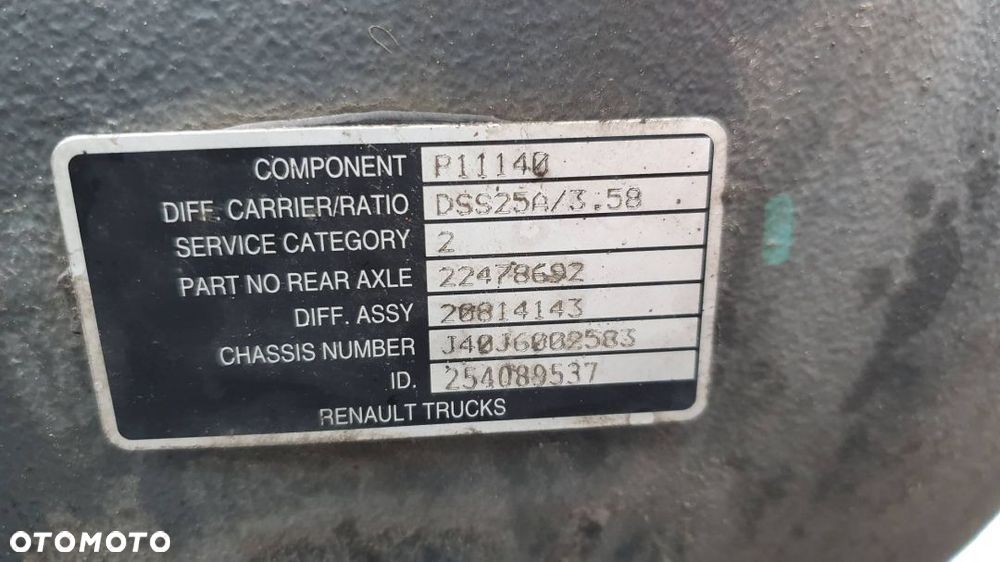 COMPONENT P11140
DIFF. CARRIER/RATIO DSS25A/3.58
SERVICE CATEGORY 2
PART NO REAR AXLE 22478692
DIFF. ASSY 20814143
CHASSIS NUMBER J40J6002583
ID. 254089537
RENAULT TRUCKS
OTOMOTO